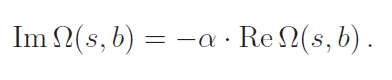 Im Ω(s, b) = −α · Re Ω(s, b) .